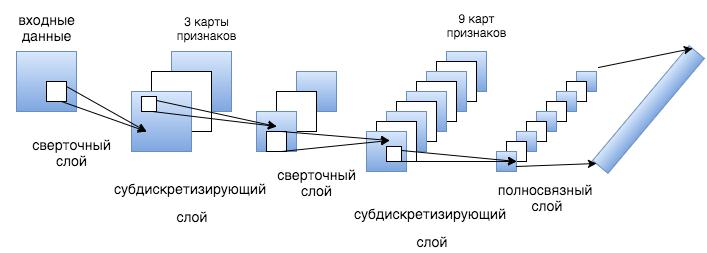 входные
данные
3 карты
признаков
9 карт
признаков
сверточный
слой
субдискретизирующий
слой
сверточный
слой
субдискретизирующий
слой
полносвязный
слой